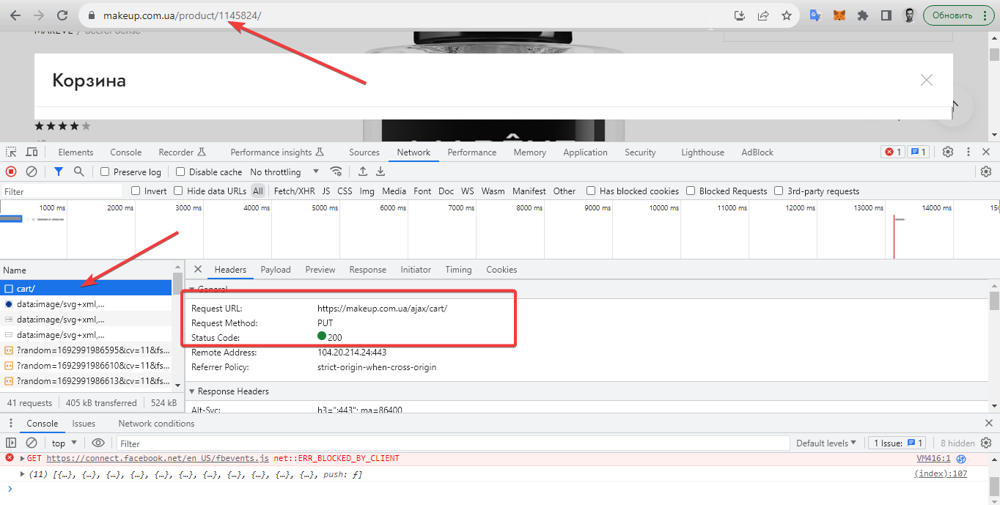 makeup.com.ua/product/1145824/
Обновить
MAREVE / Secret Sense
Корзина
Elements Console Recorder Performance insights Sources Network Performance Memory Application Security Lighthouse AdBlock 1 1
Preserve log Disable cache No throttling
Filter Invert Hide data URLs All Fetch/XHR JS CSS Img Media Font Doc WS Wasm Manifest Other Has blocked cookies Blocked Requests 3rd-party requests
1000 ms 2000 ms 3000 ms 4000 ms 5000 ms 6000 ms 7000 ms 8000 ms 9000 ms 10000 ms 11000 ms 12000 ms 13000 ms 14000 ms
Name
Headers Payload Preview Response Initiator Timing Cookies
cart/
General
data:image/svg+xml,...
Request URL: https://makeup.com.ua/ajax/cart/
data:image/svg+xml,...
Request Method: PUT
data:image/svg+xml,...
Status Code: 200
?random=1692991986595&cv=11&fs...
Remote Address: 104.20.214.24:443
?random=1692991986610&cv=11&fs...
Referrer Policy: strict-origin-when-cross-origin
?random=1692991986613&cv=11&fs...
Response Headers
41 requests 405 kB transferred 524 kB
Alt-Svc: h3=":443"; ma=86400
Console Issues Network conditions
top Filter Default levels 1 Issue: 1 8 hidden
GET https://connect.facebook.net/en_US/fbevents.js net::ERR_BLOCKED_BY_CLIENT VM416:1
(11) [{…}, {…}, {…}, {…}, {…}, {…}, {…}, {…}, {…}, {…}, {…}, push: ƒ] (index):107